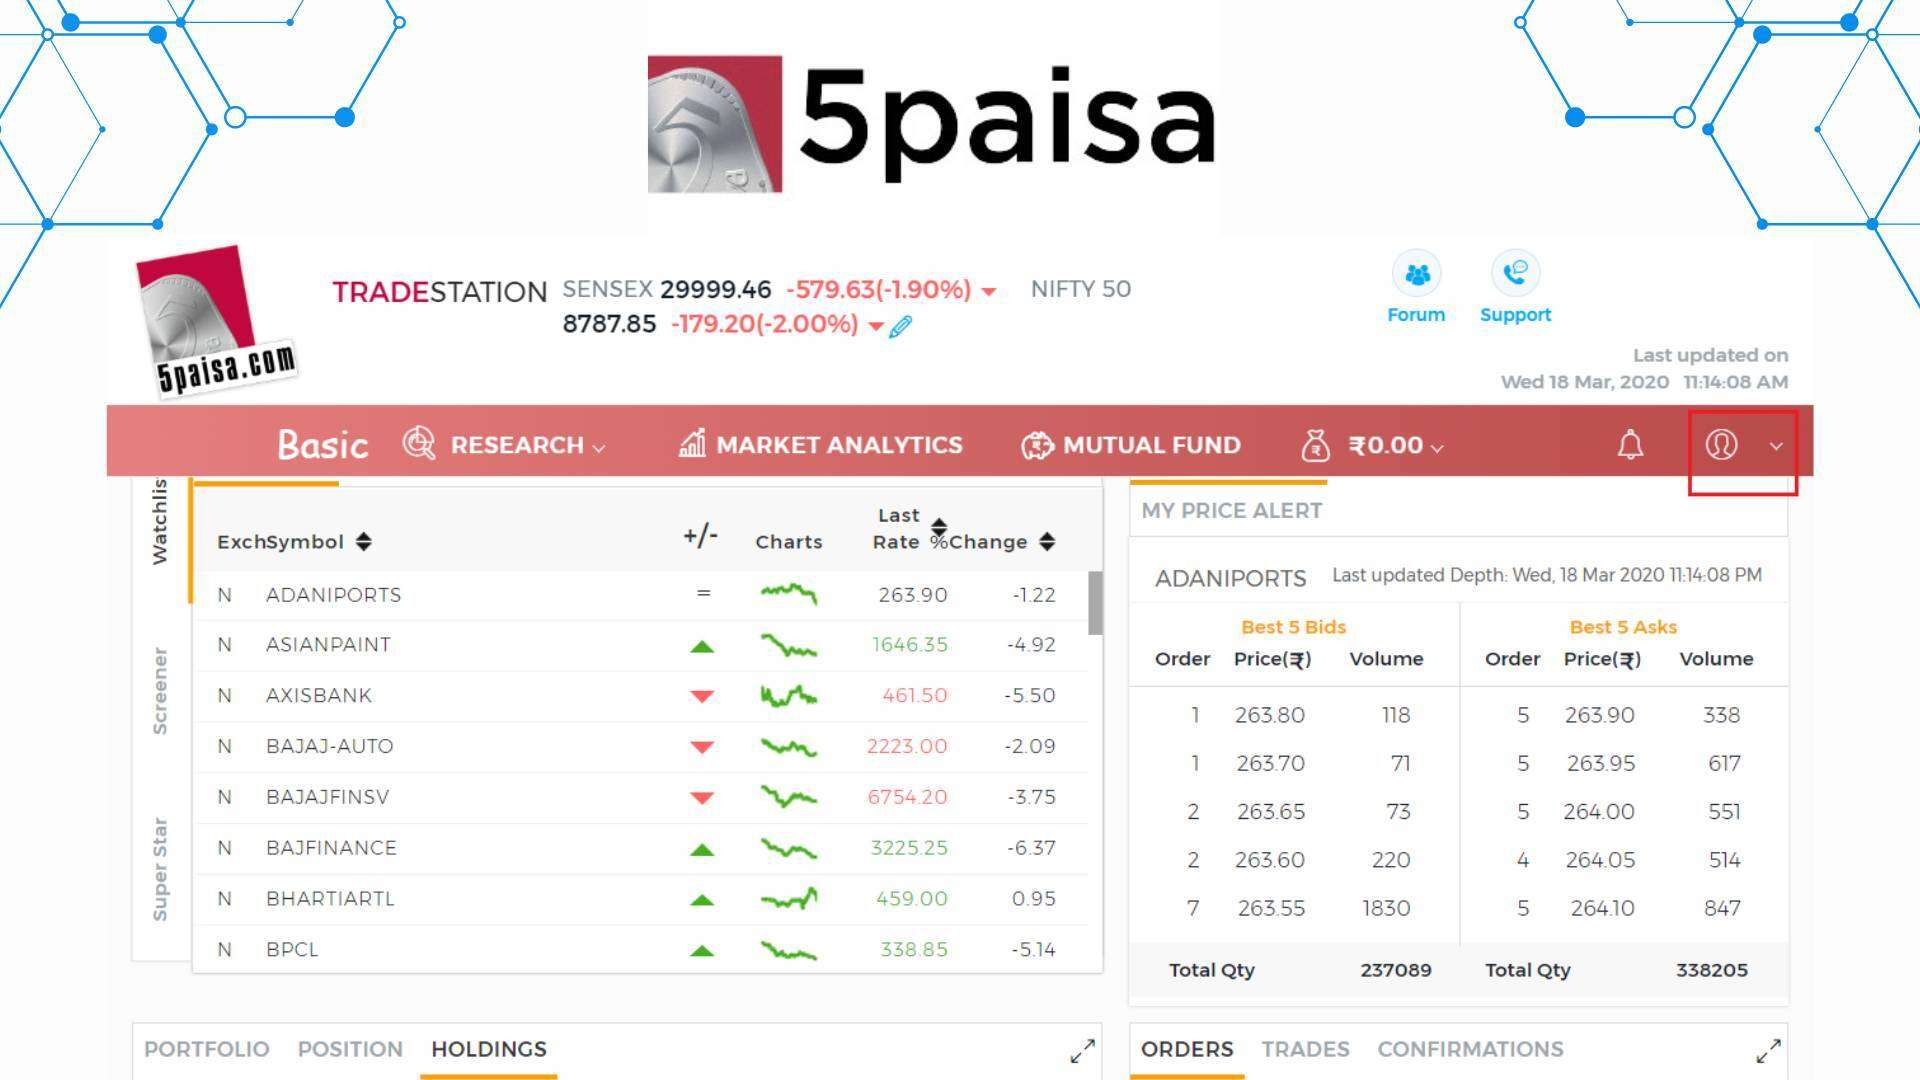 5paisa
5paisa.com
TRADESTATION SENSEX 29999.46 -579.63(-1.90%) NIFTY 50
8787.85 -179.20(-2.00%)
Forum Support
Last updated on
Wed 18 Mar, 2020 11:14:08 AM
Basic RESEARCH MARKET ANALYTICS MUTUAL FUND ₹0.00
Watchlis
Screener
Super Star
Exch Symbol +/- Charts Last Rate %Change
N ADANIPORTS = 263.90 -1.22
N ASIANPAINT 1646.35 -4.92
N AXISBANK 461.50 -5.50
N BAJAJ-AUTO 2223.00 -2.09
N BAJAJFINSV 6754.20 -3.75
N BAJFINANCE 3225.25 -6.37
N BHARTIARTL 459.00 0.95
N BPCL 338.85 -5.14
MY PRICE ALERT
ADANIPORTS Last updated Depth: Wed, 18 Mar 2020 11:14:08 PM
Best 5 Bids Best 5 Asks
Order Price(₹) Volume Order Price(₹) Volume
1 263.80 118 5 263.90 338
1 263.70 71 5 263.95 617
2 263.65 73 5 264.00 551
2 263.60 220 4 264.05 514
7 263.55 1830 5 264.10 847
Total Qty 237089 Total Qty 338205
PORTFOLIO POSITION HOLDINGS
ORDERS TRADES CONFIRMATIONS